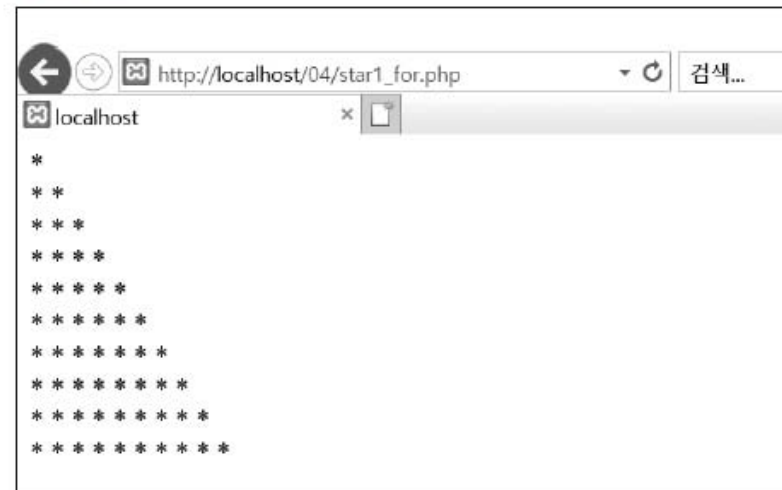 http://localhost/04/star1_for.php 검색...
localhost
*
* *
* * *
* * * *
* * * * *
* * * * * *
* * * * * * *
* * * * * * * *
* * * * * * * * *
* * * * * * * * * *